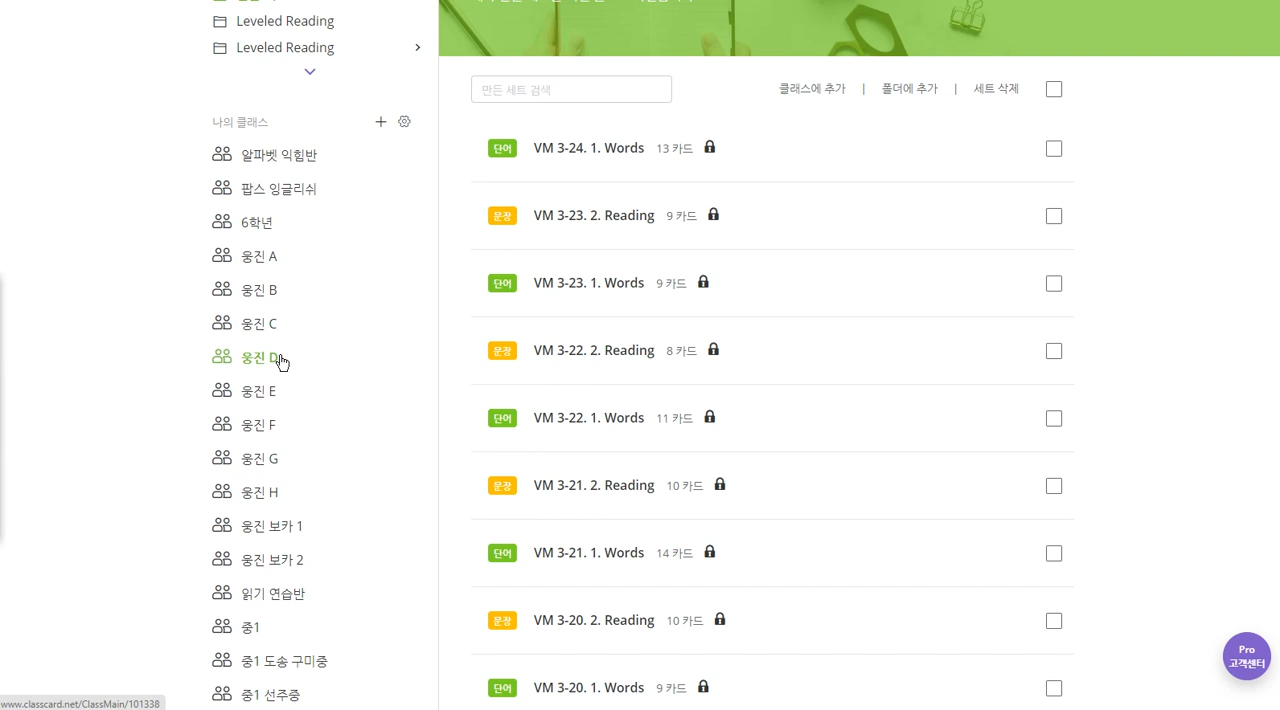 Leveled Reading
Leveled Reading
나의 클래스
알파벳 익힘반
팝스 잉글리쉬
6학년
웅진 A
웅진 B
웅진 C
웅진 D
웅진 E
웅진 F
웅진 G
웅진 H
웅진 보카 1
웅진 보카 2
읽기 연습반
중1
중1 도송 구미중
중1 선주중
만든 세트 검색
클래스에 추가 | 폴더에 추가 | 세트 삭제
단어 VM 3-24. 1. Words 13 카드
문장 VM 3-23. 2. Reading 9 카드
단어 VM 3-23. 1. Words 9 카드
문장 VM 3-22. 2. Reading 8 카드
단어 VM 3-22. 1. Words 11 카드
문장 VM 3-21. 2. Reading 10 카드
단어 VM 3-21. 1. Words 14 카드
문장 VM 3-20. 2. Reading 10 카드
단어 VM 3-20. 1. Words 9 카드
Pro
고객센터
www.classcard.net/ClassMain/101338